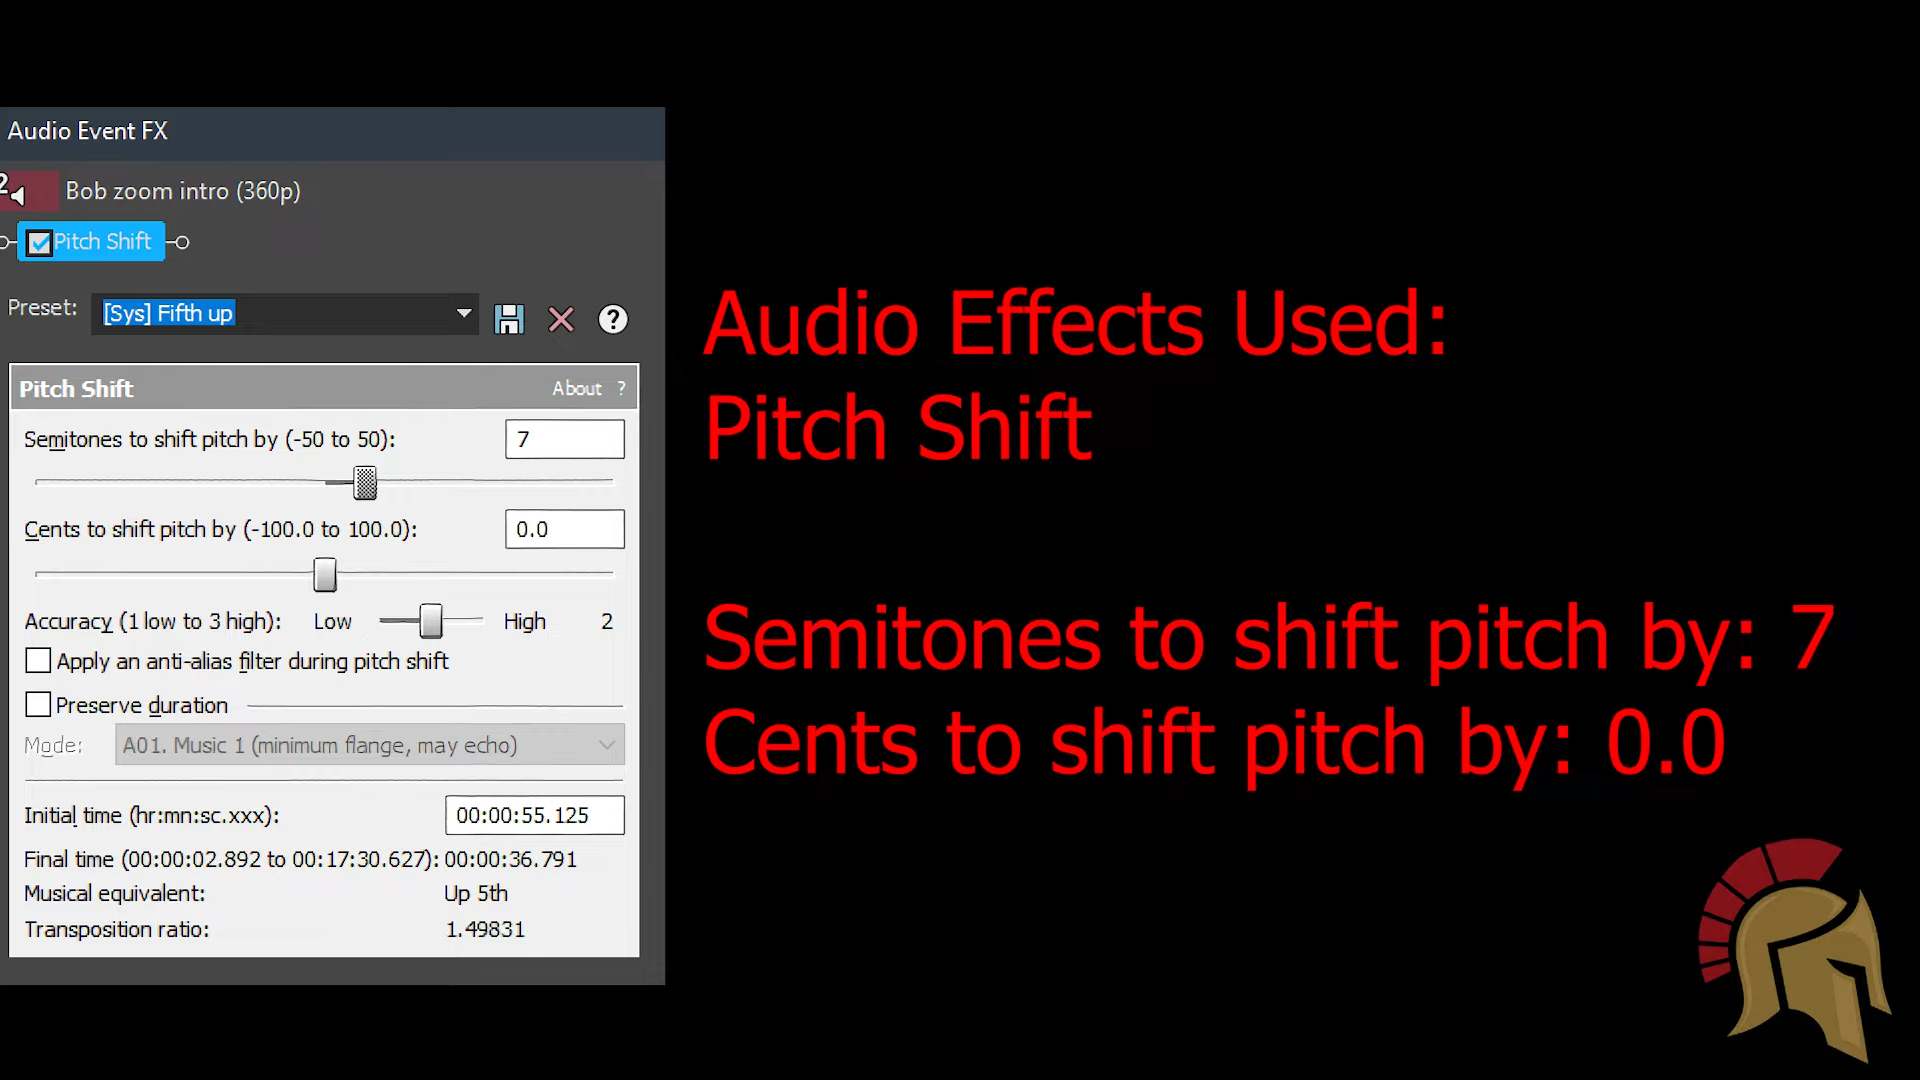 Audio Event FX
2
Bob zoom intro (360p)
Pitch Shift
Preset: [Sys] Fifth up ?
Pitch Shift About ?
Semitones to shift pitch by (-50 to 50): 7
Cents to shift pitch by (-100.0 to 100.0): 0.0
Accuracy (1 low to 3 high): Low High 2
Apply an anti-alias filter during pitch shift
Preserve duration
Mode: A01. Music 1 (minimum flange, may echo)
Initial time (hr:mn:sc.xxx): 00:00:55.125
Final time (00:00:02.892 to 00:17:30.627): 00:00:36.791
Musical equivalent: Up 5th
Transposition ratio: 1.49831
Audio Effects Used:
Pitch Shift
Semitones to shift pitch by: 7
Cents to shift pitch by: 0.0